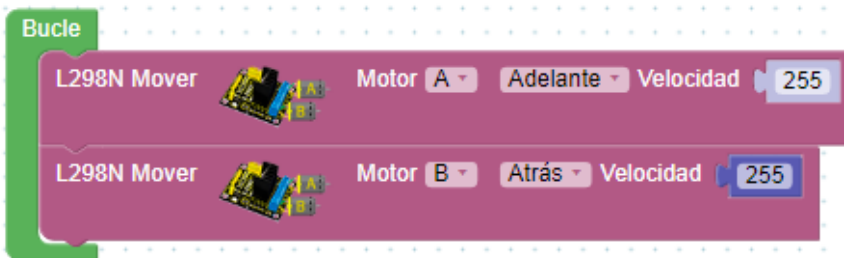 Bucle
L298N Mover A B Motor A Adelante Velocidad 255
L298N Mover A B Motor B Atrás Velocidad 255